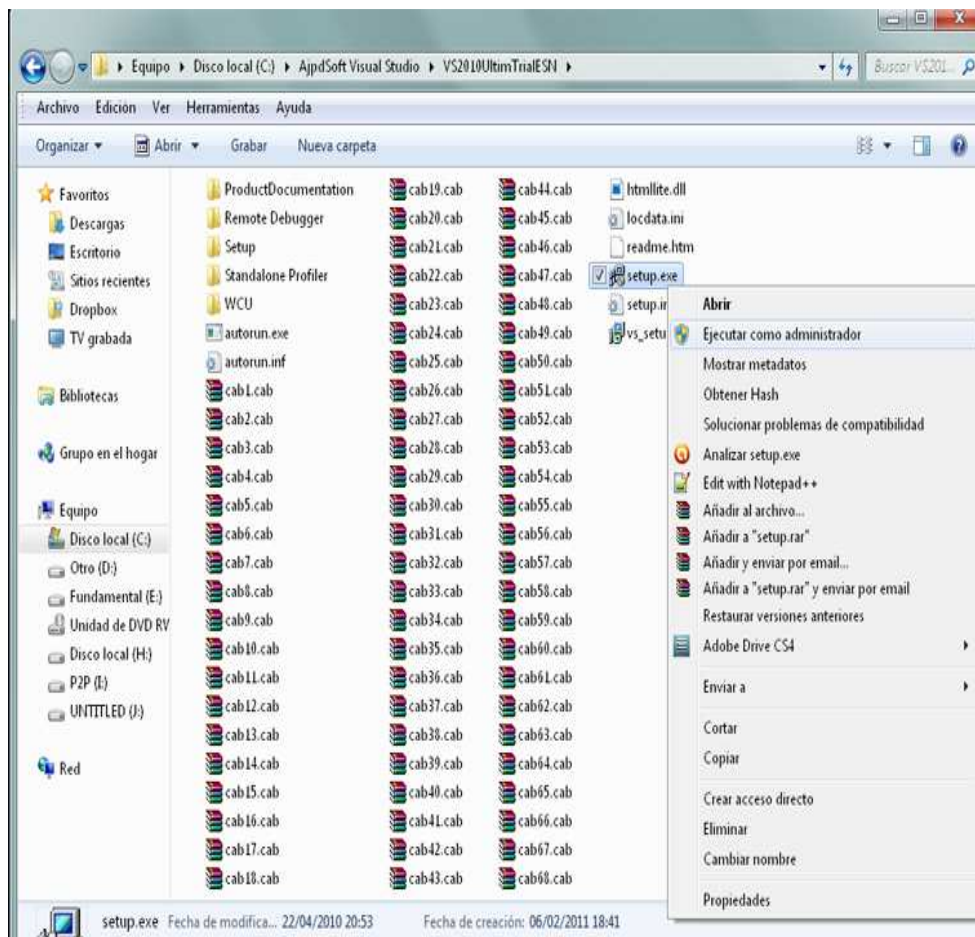 Equipo ▸ Disco local (C:) ▸ AjpdSoft Visual Studio ▸ VS2010UltimTrialESN ▸
Buscar VS201...
Archivo Edición Ver Herramientas Ayuda
Organizar Abrir Grabar Nueva carpeta
Favoritos
Descargas
Escritorio
Sitios recientes
Dropbox
TV grabada
Bibliotecas
Grupo en el hogar
Equipo
Disco local (C:)
Otro (D:)
Fundamental (E:)
Unidad de DVD RV
Disco local (H:)
P2P (I:)
UNTITLED (J:)
Red
ProductDocumentation
Remote Debugger
Setup
Standalone Profiler
WCU
autorun.exe
autorun.inf
cab1.cab
cab2.cab
cab3.cab
cab4.cab
cab5.cab
cab6.cab
cab7.cab
cab8.cab
cab9.cab
cab10.cab
cab11.cab
cab12.cab
cab13.cab
cab14.cab
cab15.cab
cab16.cab
cab17.cab
cab18.cab
cab19.cab
cab20.cab
cab21.cab
cab22.cab
cab23.cab
cab24.cab
cab25.cab
cab26.cab
cab27.cab
cab28.cab
cab29.cab
cab30.cab
cab31.cab
cab32.cab
cab33.cab
cab34.cab
cab35.cab
cab36.cab
cab37.cab
cab38.cab
cab39.cab
cab40.cab
cab41.cab
cab42.cab
cab43.cab
cab44.cab
cab45.cab
cab46.cab
cab47.cab
cab48.cab
cab49.cab
cab50.cab
cab51.cab
cab52.cab
cab53.cab
cab54.cab
cab55.cab
cab56.cab
cab57.cab
cab58.cab
cab59.cab
cab60.cab
cab61.cab
cab62.cab
cab63.cab
cab64.cab
cab65.cab
cab66.cab
cab67.cab
cab68.cab
htmllite.dll
locdata.ini
readme.htm
setup.exe
setup.ir
vs_setu
Abrir
Ejecutar como administrador
Mostrar metadatos
Obtener Hash
Solucionar problemas de compatibilidad
Analizar setup.exe
Edit with Notepad++
Añadir al archivo...
Añadir a "setup.rar"
Añadir y enviar por email...
Añadir a "setup.rar" y enviar por email
Restaurar versiones anteriores
Adobe Drive CS4
Enviar a
Cortar
Copiar
Crear acceso directo
Eliminar
Cambiar nombre
Propiedades
setup.exe Fecha de modifica... 22/04/2010 20:53 Fecha de creación: 06/02/2011 18:41